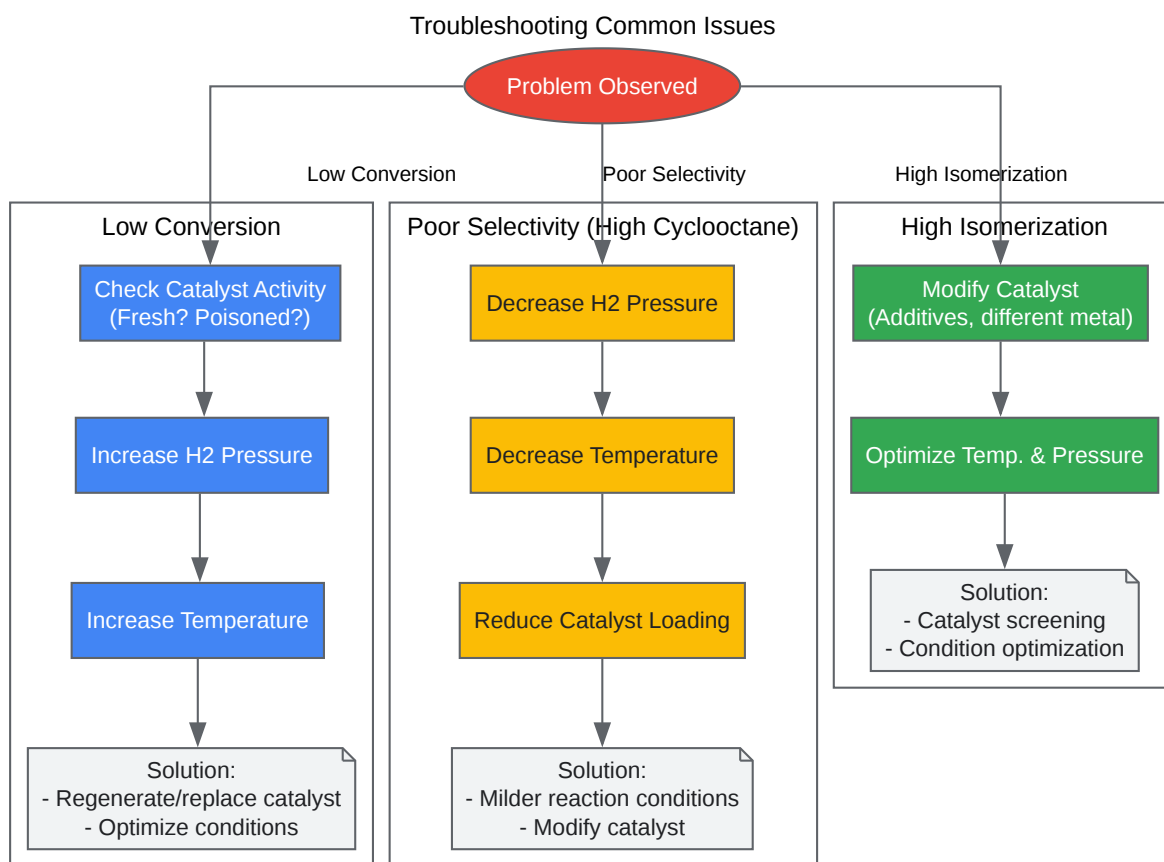 Troubleshooting Common Issues
Problem Observed
Low Conversion
Poor Selectivity
High Isomerization
Low Conversion
Check Catalyst Activity
(Fresh? Poisoned?)
Increase H2 Pressure
Increase Temperature
Solution:
- Regenerate/replace catalyst
- Optimize conditions
Poor Selectivity (High Cyclooctane)
Decrease H2 Pressure
Decrease Temperature
Reduce Catalyst Loading
Solution:
- Milder reaction conditions
- Modify catalyst
High Isomerization
Modify Catalyst
(Additives, different metal)
Optimize Temp. & Pressure
Solution:
- Catalyst screening
- Condition optimization